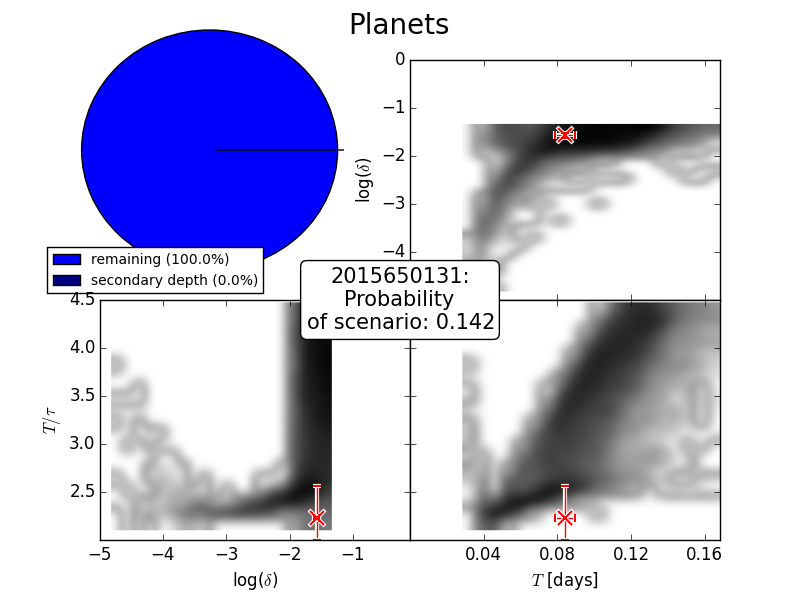 Planets
remaining (100.0%)
secondary depth (0.0%)
0
−1
−2
−3
−4
log(δ)
2015650131:
Probability
of scenario: 0.142
4.5
4.0
3.5
3.0
2.5
T/τ
−5
−4
−3
−2
−1
log(δ)
0.04
0.08
0.12
0.16
T [days]